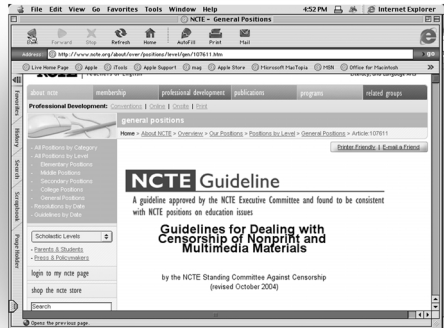 File Edit View Go Favorites Tools Window Help 4:52 PM Internet Explorer
NCTE - General Positions
Back Forward Stop Refresh Home AutoFill Print Mail
Address http://www.ncte.org/about/over/positions/level/gen/107611.htm go
Live Home Page Apple iTools Apple Support mag Apple Store Microsoft MacTopia MSN Office for Macintosh
about ncte membership professional development publications programs related groups
Professional Development: Conventions | Online | Grants | Print
general positions
Home > About NCTE > Overview > Our Positions > Positions by Level > General Positions > Article:107611
Printer Friendly | E-mail a Friend
- All Positions by Category
- All Positions by Level
- Elementary Positions
- Middle Positions
- Secondary Positions
- College Positions
- General Positions
- Resolutions by Date
- Guidelines by Date
Scholastic Levels
- Parents & Students
- Press & Policymakers
login to my ncte page
shop the ncte store
Search
Favorites
History
Search
Scrapbook
Page Holder
NCTE Guideline
A guideline approved by the NCTE Executive Committee and found to be consistent
with NCTE positions on education issues
Guidelines for Dealing with
Censorship of Nonprint and
Multimedia Materials
by the NCTE Standing Committee Against Censorship
(revised October 2004)
Opens the previous page.